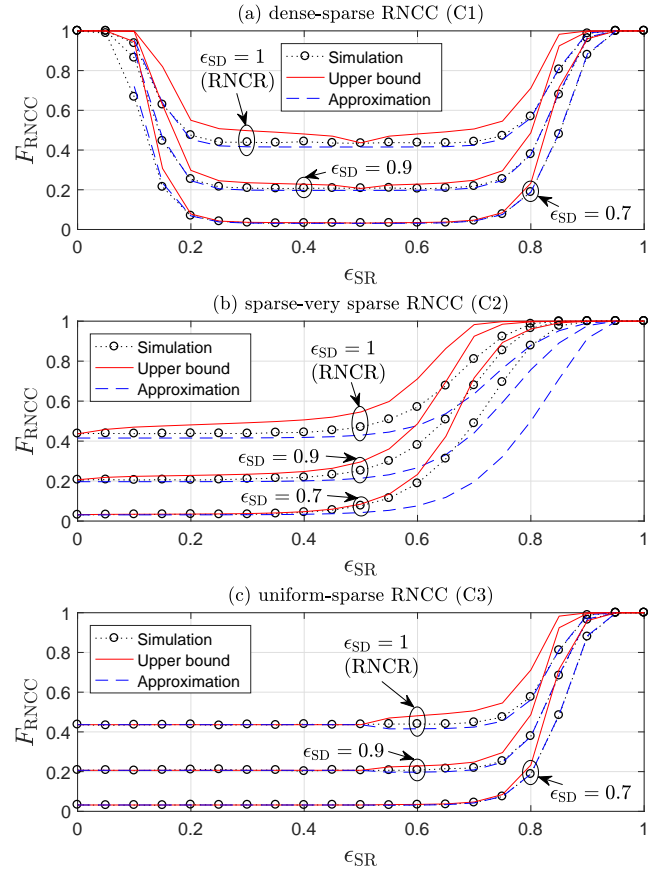 (a) dense-sparse RNCC (C1)
1
0.8
0.6
0.4
0.2
0
F_RNCC
ϵ_SD = 1
(RNCR)
Simulation
Upper bound
Approximation
ϵ_SD = 0.9
ϵ_SD = 0.7
0 0.2 0.4 0.6 0.8 1
ϵ_SR
(b) sparse-very sparse RNCC (C2)
1
0.8
0.6
0.4
0.2
0
F_RNCC
Simulation
Upper bound
Approximation
ϵ_SD = 1
(RNCR)
ϵ_SD = 0.9
ϵ_SD = 0.7
0 0.2 0.4 0.6 0.8 1
ϵ_SR
(c) uniform-sparse RNCC (C3)
1
0.8
0.6
0.4
0.2
0
F_RNCC
Simulation
Upper bound
Approximation
ϵ_SD = 1
(RNCR)
ϵ_SD = 0.9
ϵ_SD = 0.7
0 0.2 0.4 0.6 0.8 1
ϵ_SR